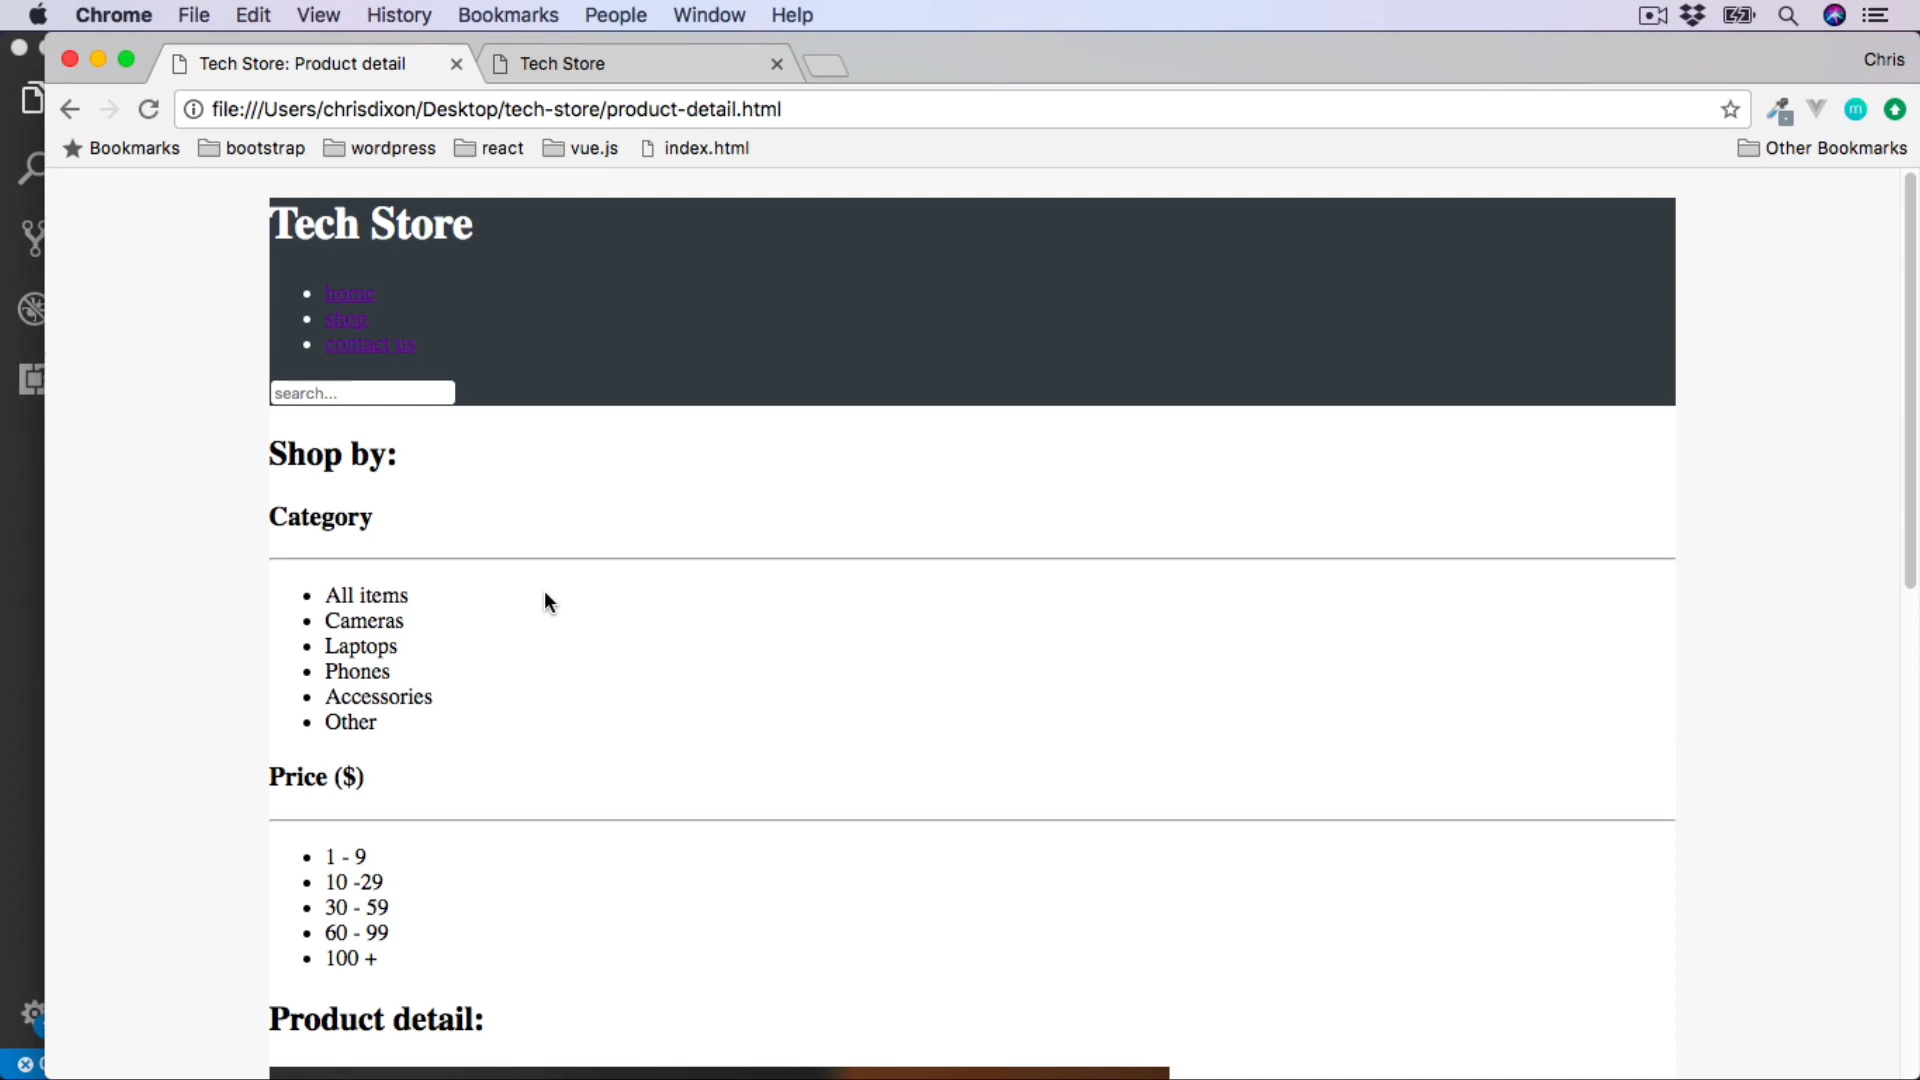 Chrome File Edit View History Bookmarks People Window Help
Tech Store: Product detail Tech Store Chris
file:///Users/chrisdixon/Desktop/tech-store/product-detail.html
Bookmarks bootstrap wordpress react vue.js index.html Other Bookmarks
Tech Store
home
shop
contact us
search...
Shop by:
Category
All items
Cameras
Laptops
Phones
Accessories
Other
Price ($)
1 - 9
10 -29
30 - 59
60 - 99
100 +
Product detail: